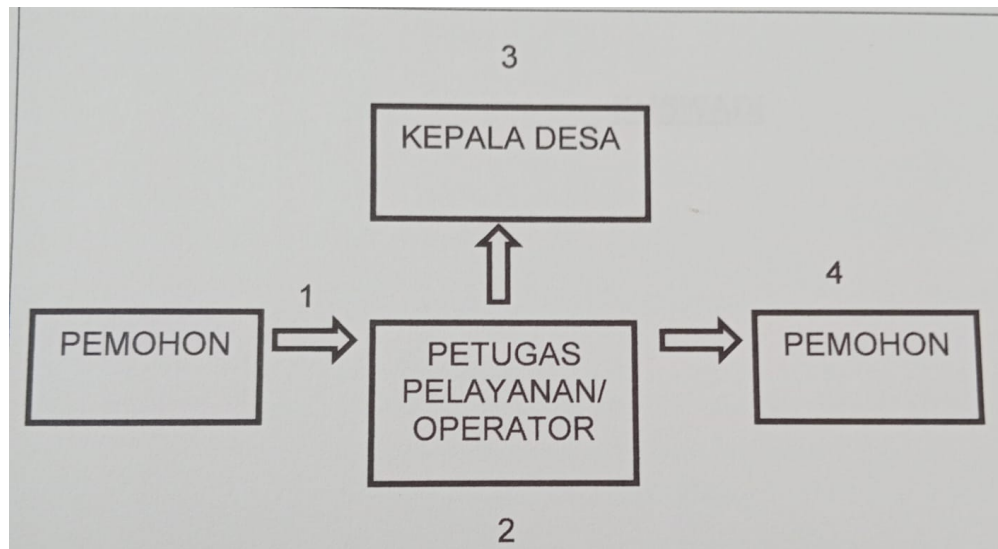 3
KEPALA DESA
1
4
PEMOHON
PETUGAS
PELAYANAN/
OPERATOR
PEMOHON
2